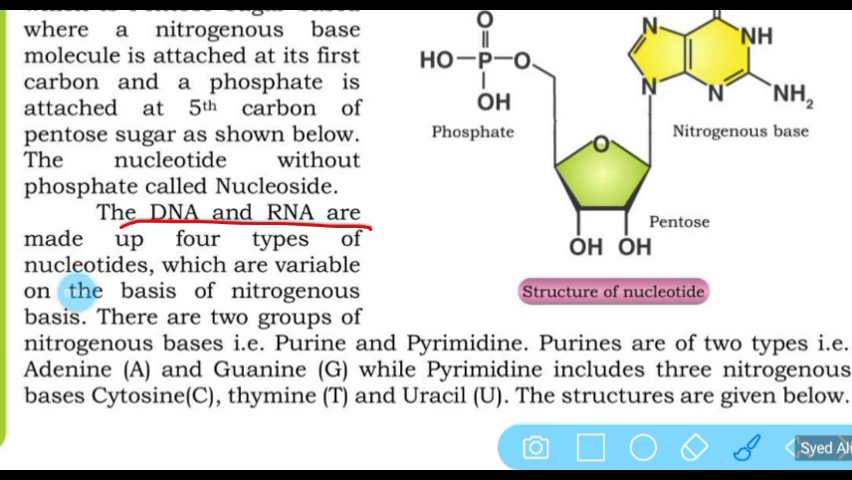 where a nitrogenous base
molecule is attached at its first
carbon and a phosphate is
attached at 5th carbon of
pentose sugar as shown below.
The nucleotide without
phosphate called Nucleoside.
The DNA and RNA are
made up four types of
nucleotides, which are variable
on the basis of nitrogenous
basis. There are two groups of
nitrogenous bases i.e. Purine and Pyrimidine. Purines are of two types i.e.
Adenine (A) and Guanine (G) while Pyrimidine includes three nitrogenous
bases Cytosine(C), thymine (T) and Uracil (U). The structures are given below.
O
HO-P-O
OH
Phosphate
N
NH
N
N
NH2
Nitrogenous base
O
Pentose
OH OH
Structure of nucleotide
Syed Ali